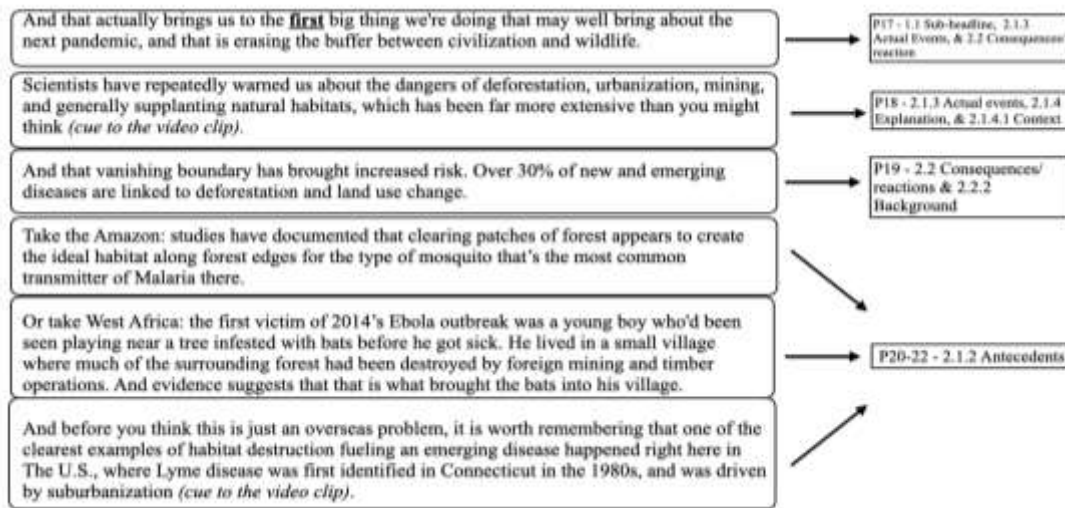 And that actually brings us to the first big thing we're doing that may well bring about the
next pandemic, and that is erasing the buffer between civilization and wildlife.
P17 - 1.1 Sub-headline, 2.1.3
Actual Events, & 2.2 Consequences/
reaction
Scientists have repeatedly warned us about the dangers of deforestation, urbanization, mining,
and generally supplanting natural habitats, which has been far more extensive than you might
think (cue to the video clip).
P18 - 2.1.3 Actual events, 2.1.4
Explanation, & 2.1.4.1 Context
And that vanishing boundary has brought increased risk. Over 30% of new and emerging
diseases are linked to deforestation and land use change.
P19 - 2.2 Consequences/
reactions & 2.2.2
Background
Take the Amazon: studies have documented that clearing patches of forest appears to create
the ideal habitat along forest edges for the type of mosquito that's the most common
transmitter of Malaria there.
Or take West Africa: the first victim of 2014's Ebola outbreak was a young boy who'd been
seen playing near a tree infested with bats before he got sick. He lived in a small village
where much of the surrounding forest had been destroyed by foreign mining and timber
operations. And evidence suggests that that is what brought the bats into his village.
P20-22 - 2.1.2 Antecedents
And before you think this is just an overseas problem, it is worth remembering that one of the
clearest examples of habitat destruction fueling an emerging disease happened right here in
The U.S., where Lyme disease was first identified in Connecticut in the 1980s, and was driven
by suburbanization (cue to the video clip).